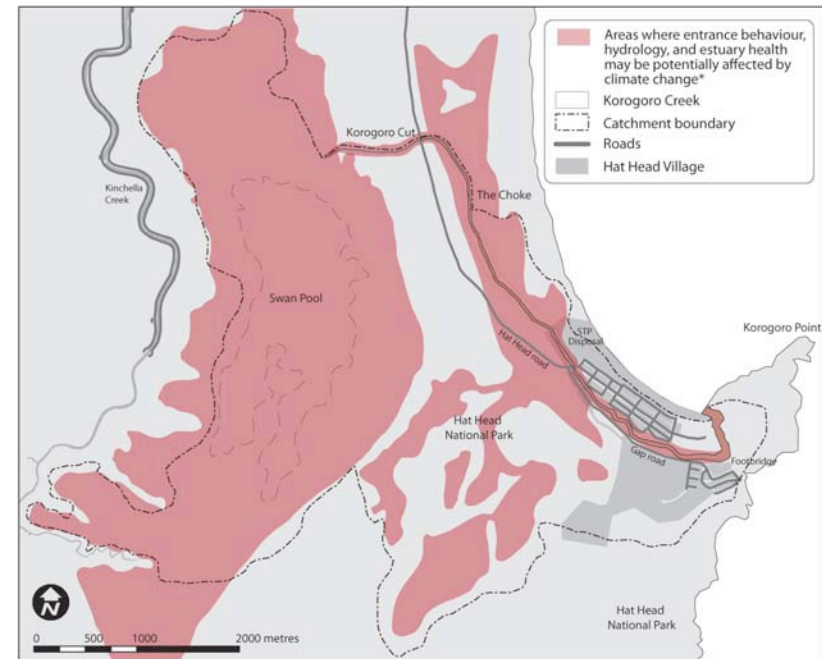 Areas where entrance behaviour,
hydrology, and estuary health
may be potentially affected by
climate change*
Korogoro Creek
Catchment boundary
Roads
Hat Head Village
Korogoro Cut
Kinchella
Creek
The Choke
Swan Pool
STP
Disposal
Korogoro Point
Hat Head road
Hat Head
National Park
Gap road
Footbridge
Hat Head
National Park
N
0 500 1000 2000 metres